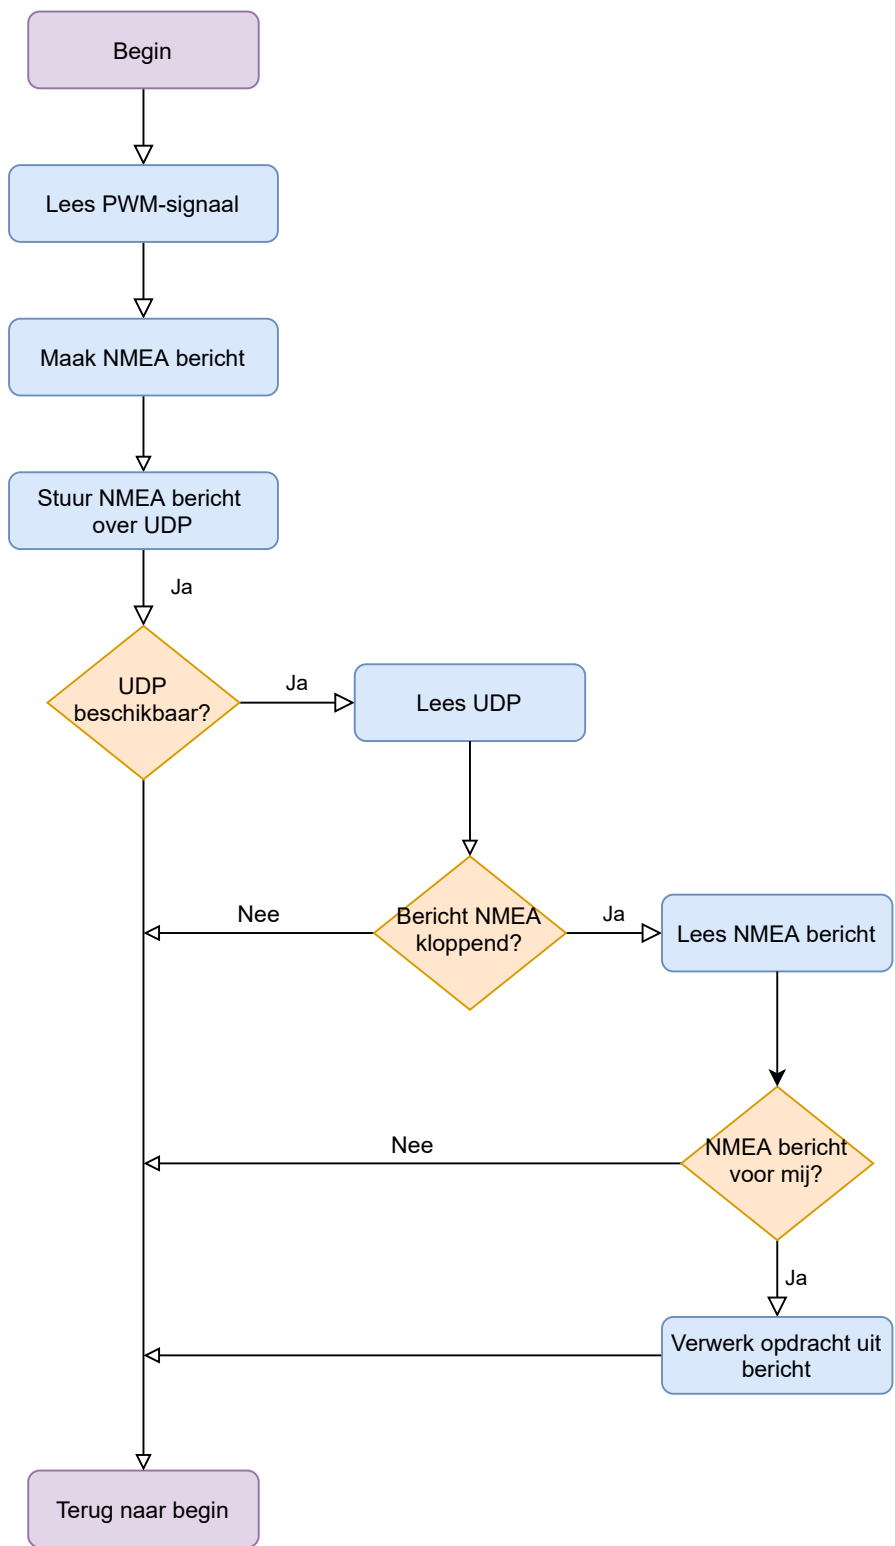 Begin
Lees PWM-signaal
Maak NMEA bericht
Stuur NMEA bericht
over UDP
Ja
UDP
beschikbaar?
Ja
Lees UDP
Nee
Bericht NMEA
kloppend?
Ja
Lees NMEA bericht
Nee
NMEA bericht
voor mij?
Ja
Verwerk opdracht uit
bericht
Terug naar begin